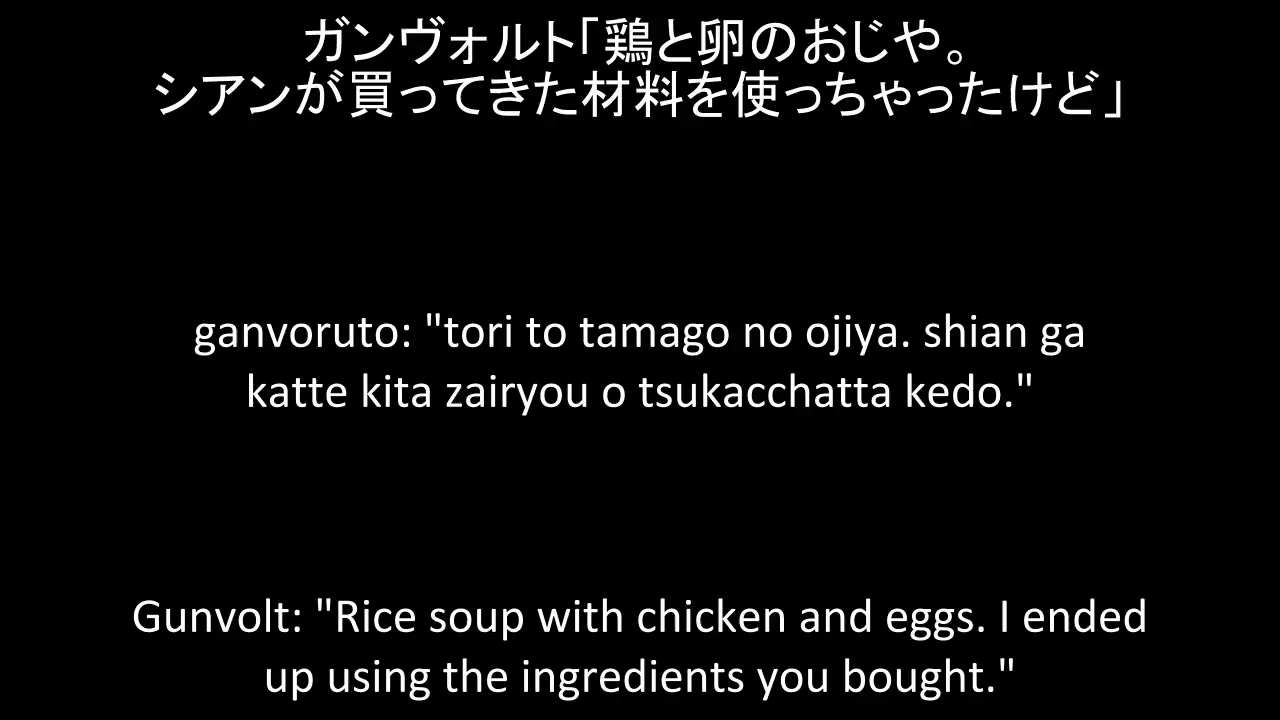 ガンヴォルト「鶏と卵のおじや。
シアンが買ってきた材料を使っちゃったけど」
ganvoruto: "tori to tamago no ojiya. shian ga
katte kita zairyou o tsukacchatta kedo."
Gunvolt: "Rice soup with chicken and eggs. I ended
up using the ingredients you bought."